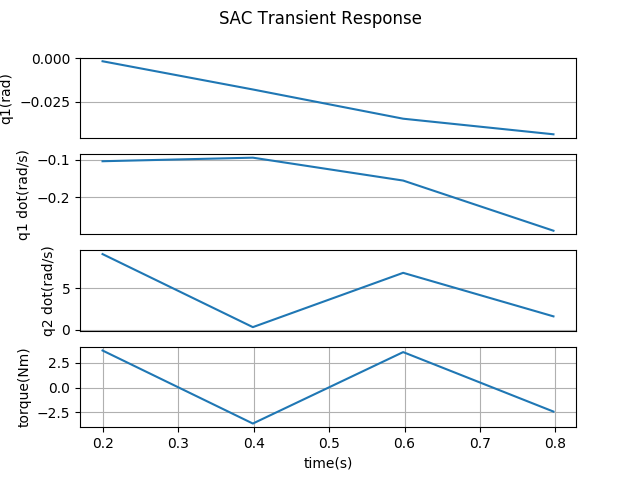 SAC Transient Response
0.000
−0.025
q1(rad)
−0.1
−0.2
q1 dot(rad/s)
5
0
q2 dot(rad/s)
2.5
0.0
−2.5
torque(Nm)
0.2 0.3 0.4 0.5 0.6 0.7 0.8
time(s)